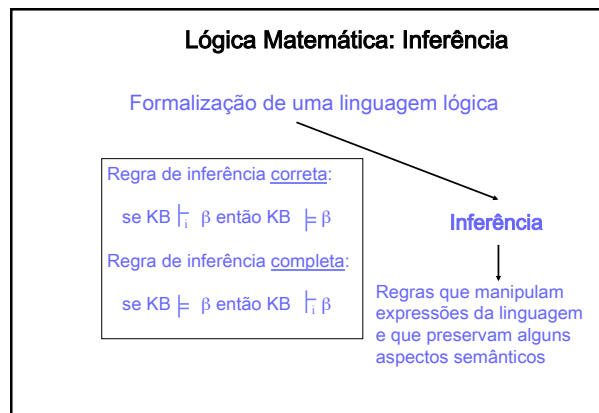 Lógica Matemática: Inferência
Formalização de uma linguagem lógica
Regra de inferência correta:
se KB ⊢i β então KB ⊨ β
Regra de inferência completa:
se KB ⊨ β então KB ⊢i β
Inferência
Regras que manipulam
expressões da linguagem
e que preservam alguns
aspectos semânticos